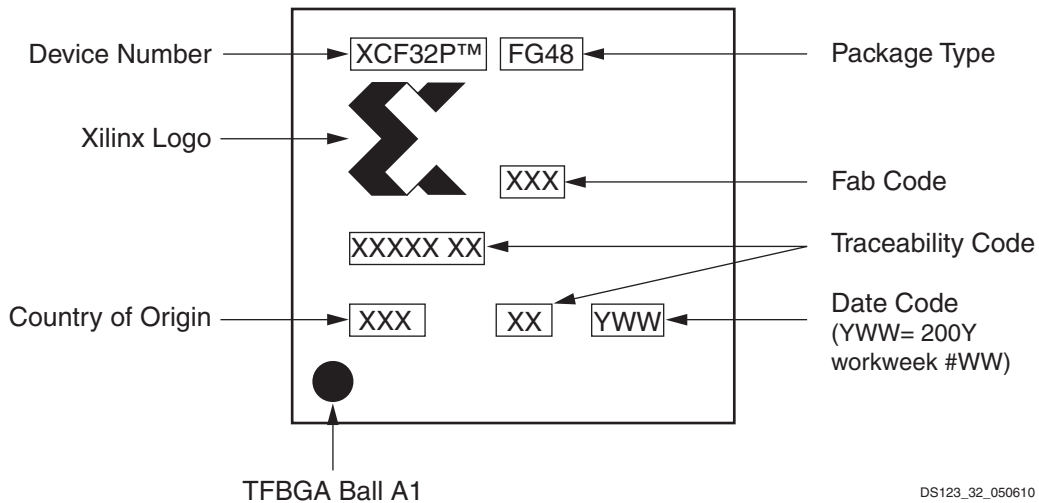 Device Number
XCF32P™
FG48
Package Type
Xilinx Logo
XXX
Fab Code
XXXXX XX
Traceability Code
Country of Origin
XXX
XX
YWW
Date Code
(YWW= 200Y
workweek #WW)
TFBGA Ball A1
DS123_32_050610